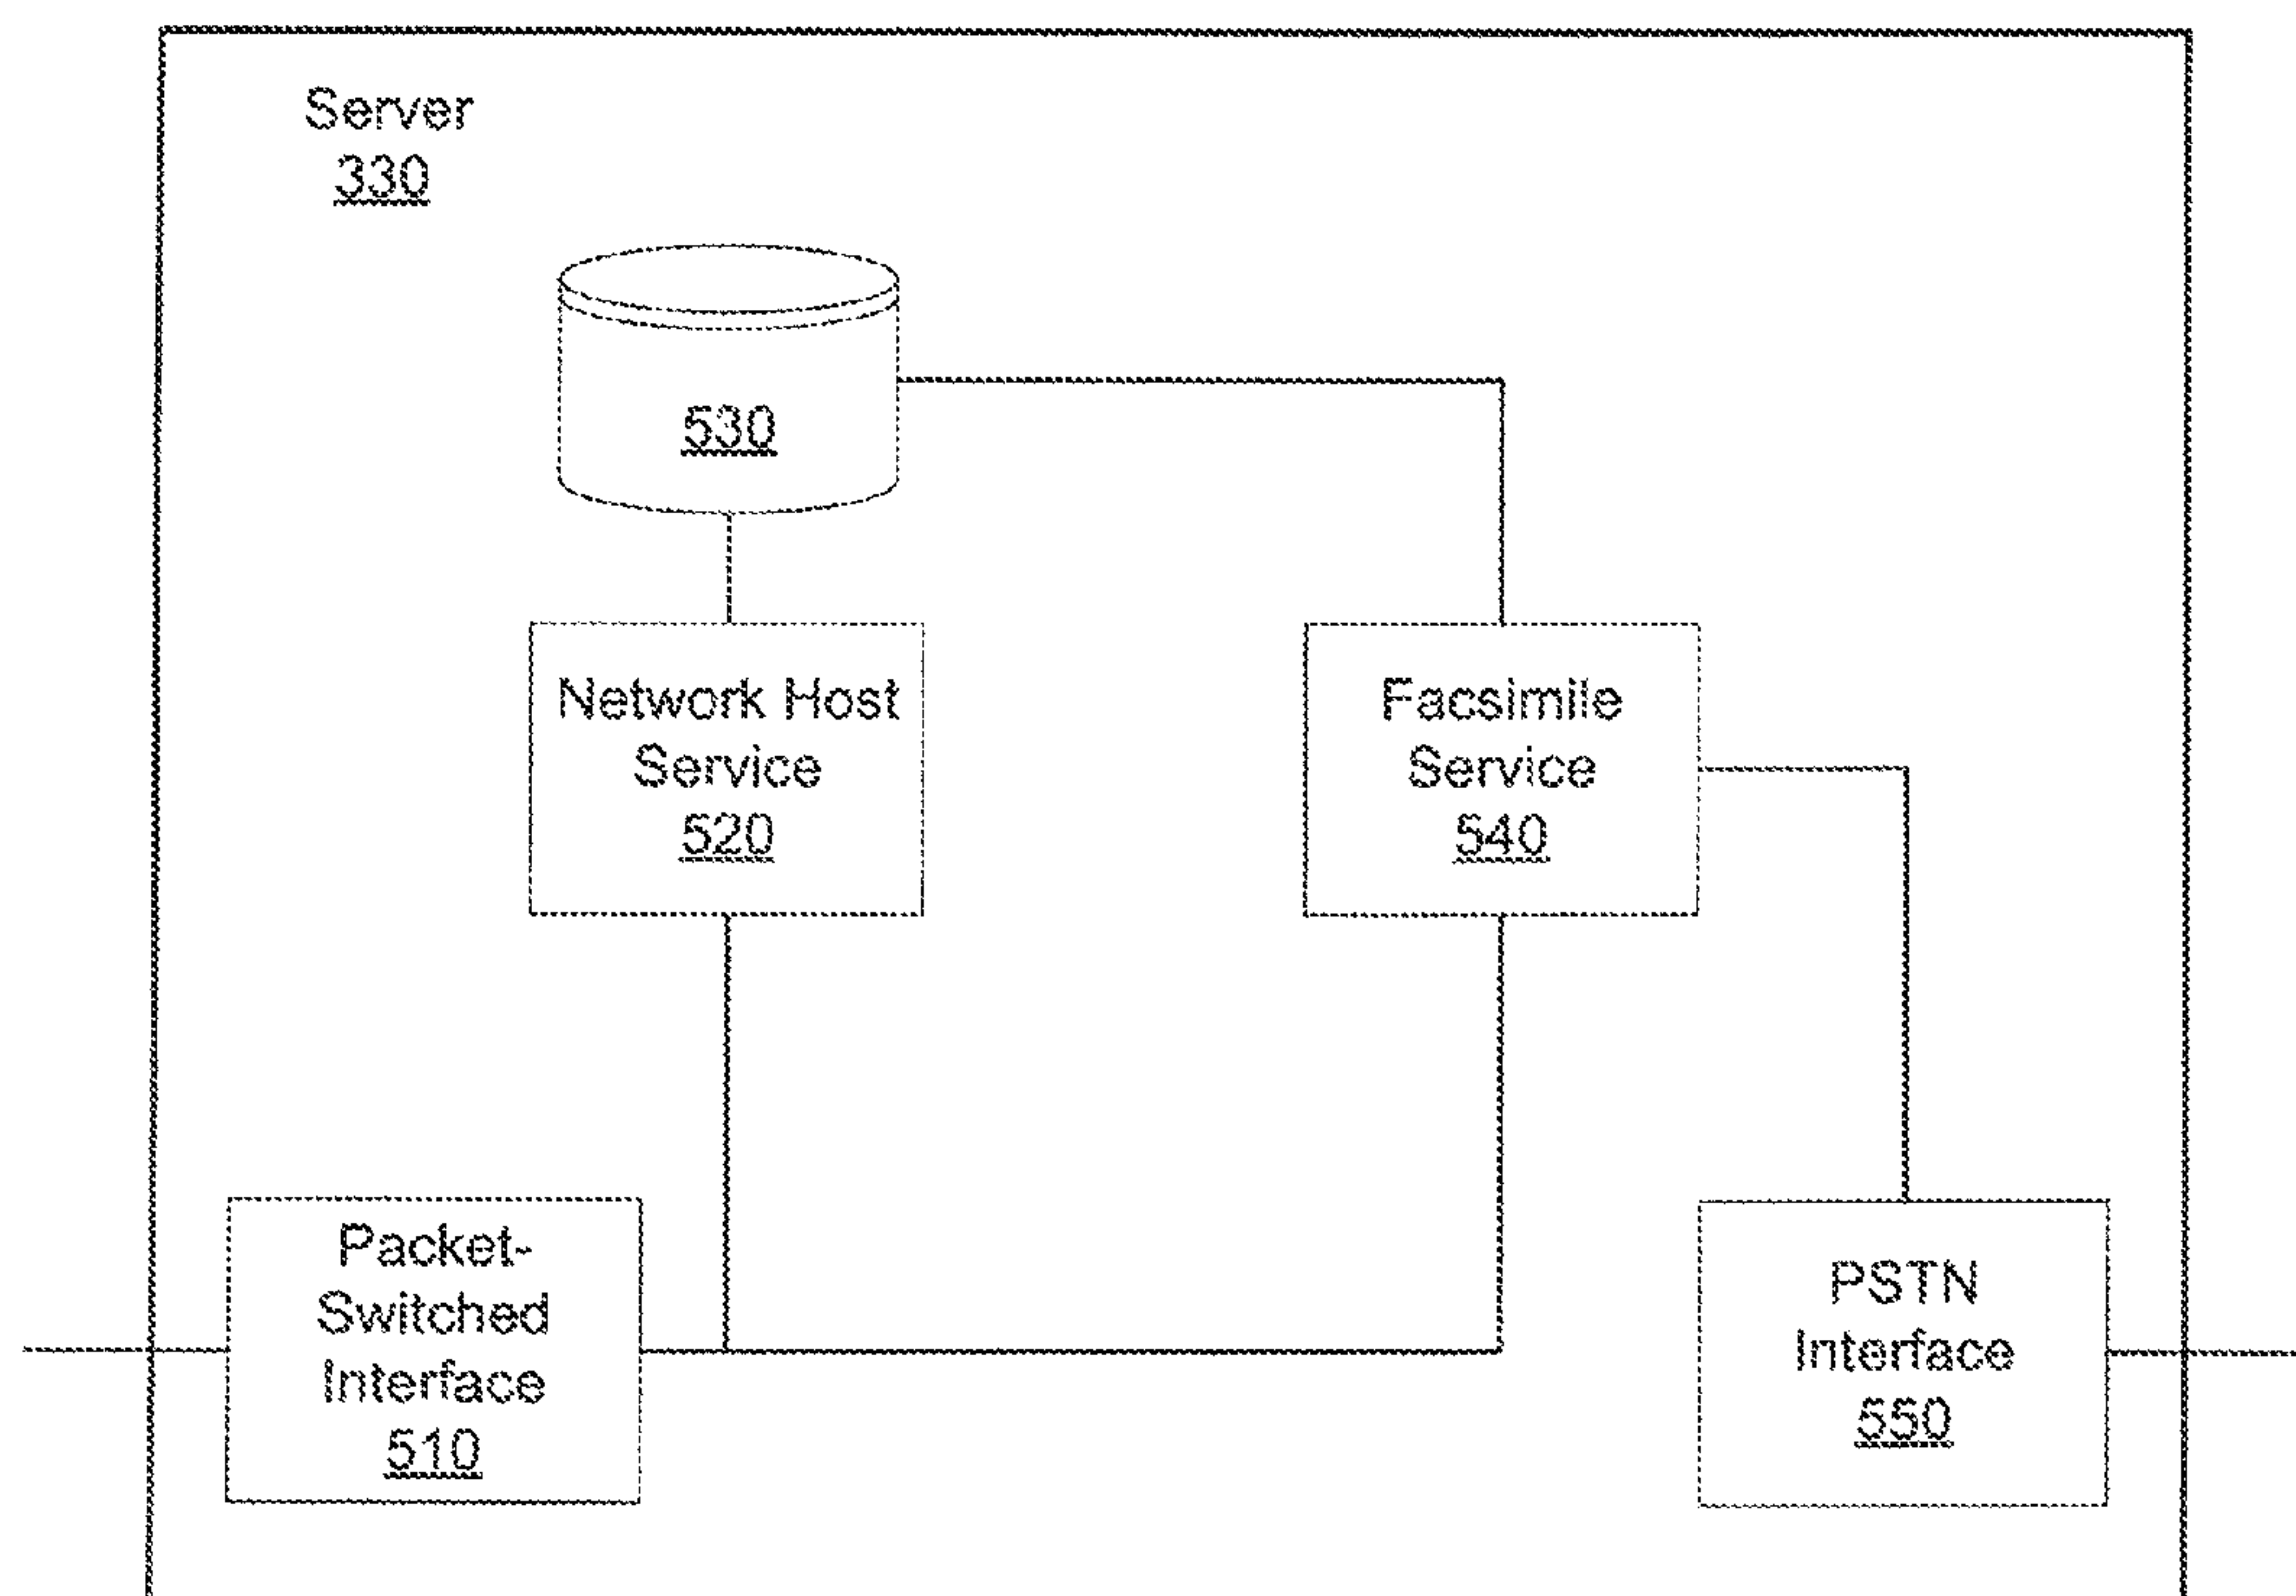 Server
330
530
Network Host
Service
520
Facsimile
Service
540
Packet-
Switched
Interface
510
PSTN
Interface
550